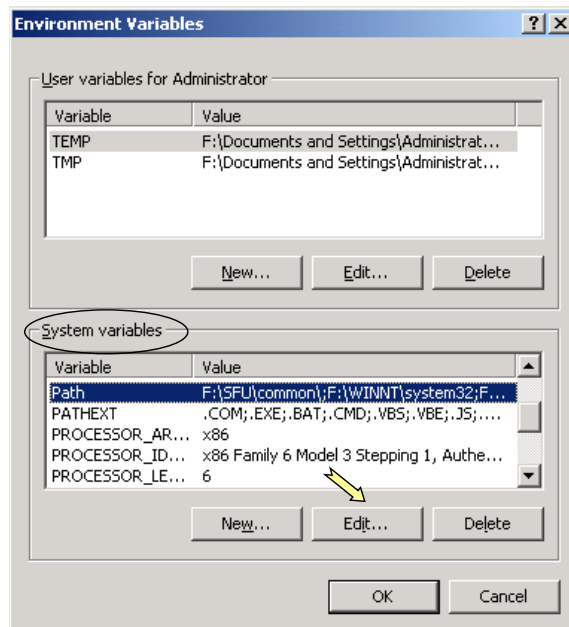 Environment Variables
User variables for Administrator
Variable Value
TEMP F:\Documents and Settings\Administrat...
TMP F:\Documents and Settings\Administrat...
New... Edit... Delete
System variables
Variable Value
Path F:\SFU\common\;F:\WINNT\system32;F...
PATHEXT .COM;.EXE;.BAT;.CMD;.VBS;.VBE;.JS;....
PROCESSOR_AR... x86
PROCESSOR_ID... x86 Family 6 Model 3 Stepping 1, Authe...
PROCESSOR_LE... 6
New... Edit... Delete
OK Cancel